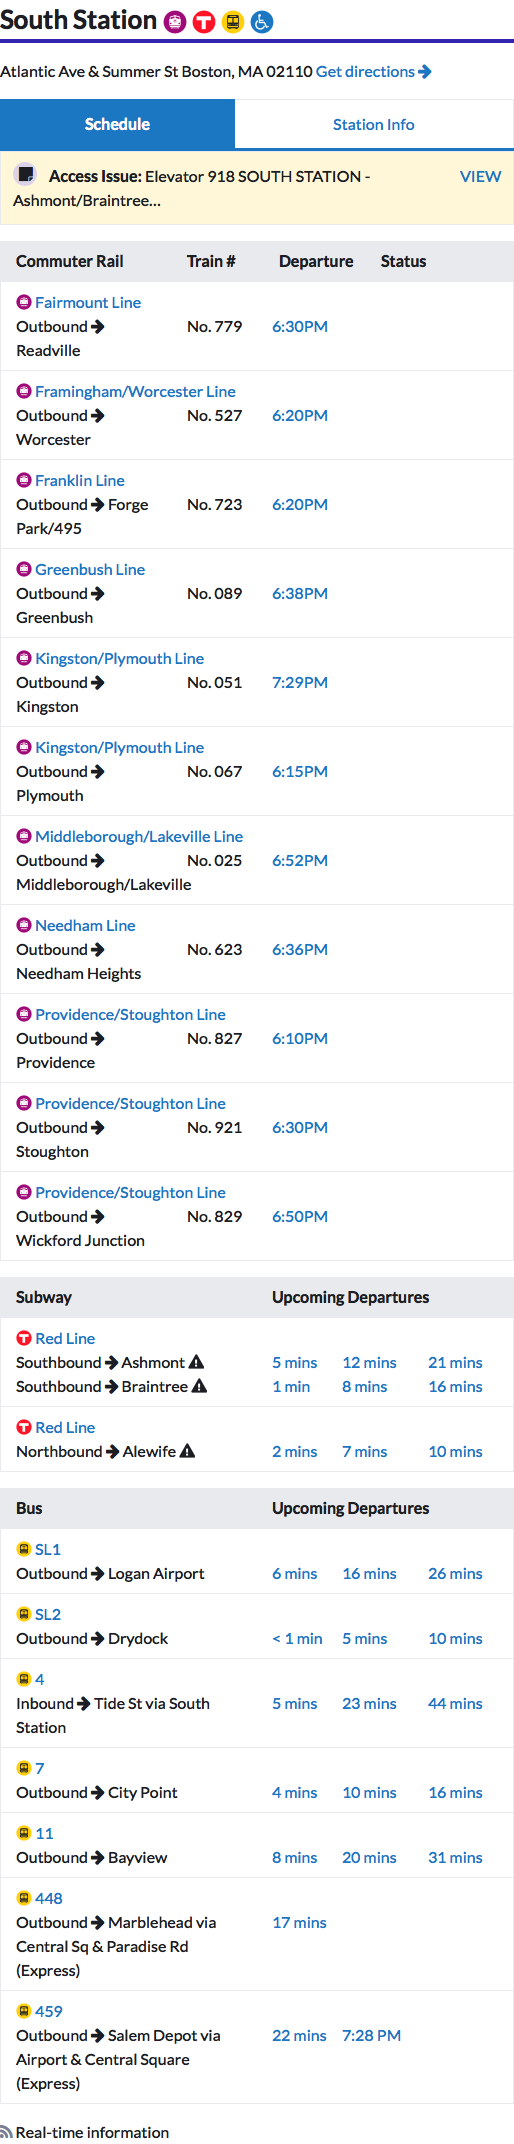 South Station
Atlantic Ave & Summer St Boston, MA 02110 Get directions
Schedule Station Info
Access Issue: Elevator 918 SOUTH STATION - VIEW
Ashmont/Braintree...
Commuter Rail Train # Departure Status
Fairmount Line
Outbound No. 779 6:30PM
Readville
Framingham/Worcester Line
Outbound No. 527 6:20PM
Worcester
Franklin Line
Outbound Forge No. 723 6:20PM
Park/495
Greenbush Line
Outbound No. 089 6:38PM
Greenbush
Kingston/Plymouth Line
Outbound No. 051 7:29PM
Kingston
Kingston/Plymouth Line
Outbound No. 067 6:15PM
Plymouth
Middleborough/Lakeville Line
Outbound No. 025 6:52PM
Middleborough/Lakeville
Needham Line
Outbound No. 623 6:36PM
Needham Heights
Providence/Stoughton Line
Outbound No. 827 6:10PM
Providence
Providence/Stoughton Line
Outbound No. 921 6:30PM
Stoughton
Providence/Stoughton Line
Outbound No. 829 6:50PM
Wickford Junction
Subway Upcoming Departures
Red Line
Southbound Ashmont 5 mins 12 mins 21 mins
Southbound Braintree 1 min 8 mins 16 mins
Red Line
Northbound Alewife 2 mins 7 mins 10 mins
Bus Upcoming Departures
SL1
Outbound Logan Airport 6 mins 16 mins 26 mins
SL2
Outbound Drydock < 1 min 5 mins 10 mins
4
Inbound Tide St via South 5 mins 23 mins 44 mins
Station
7
Outbound City Point 4 mins 10 mins 16 mins
11
Outbound Bayview 8 mins 20 mins 31 mins
448
Outbound Marblehead via 17 mins
Central Sq & Paradise Rd
(Express)
459
Outbound Salem Depot via 22 mins 7:28 PM
Airport & Central Square
(Express)
Real-time information